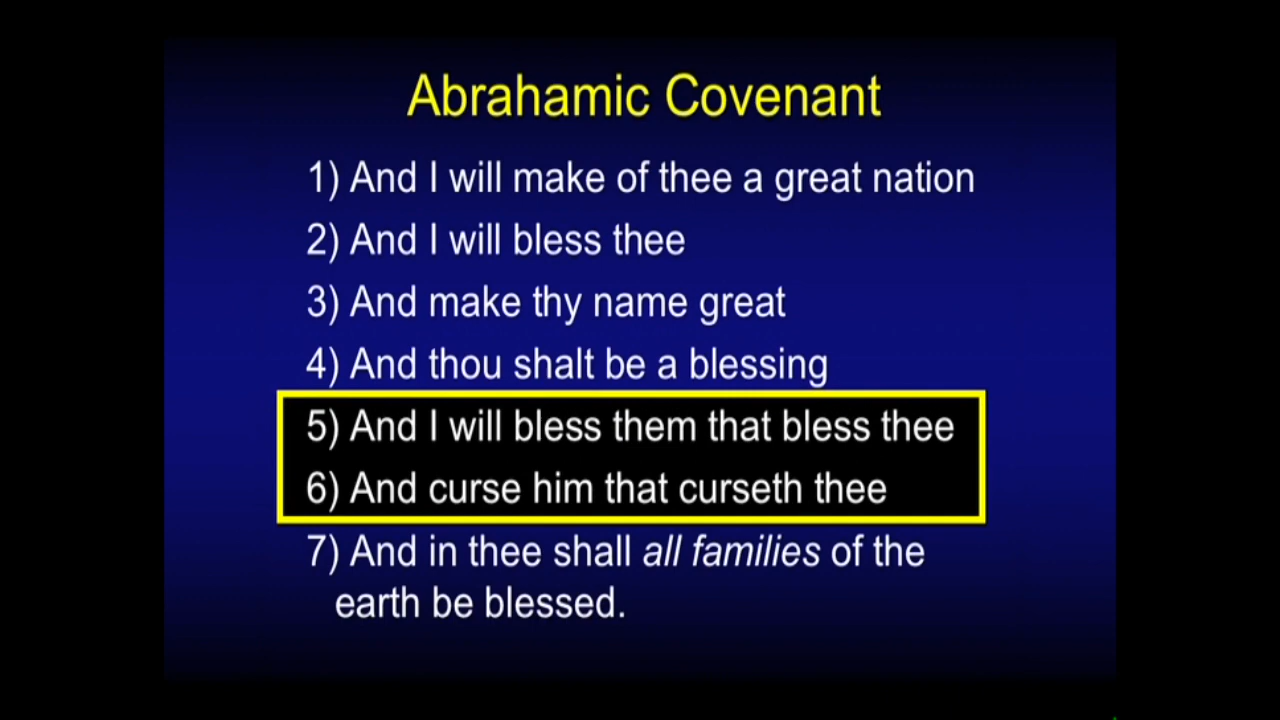 Abrahamic Covenant
1) And I will make of thee a great nation
2) And I will bless thee
3) And make thy name great
4) And thou shalt be a blessing
5) And I will bless them that bless thee
6) And curse him that curseth thee
7) And in thee shall all families of the
earth be blessed.